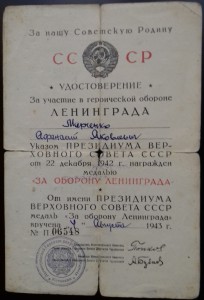 За нашу Советскую Родину
СССР
УДОСТОВЕРЕНИЕ
За участие в героической обороне
ЛЕНИНГРАДА
Афанасий Яковлевич
Указом ПРЕЗИДИУМА ВЕР-
ХОВНОГО СОВЕТА СССР
от 22 декабря 1942 г. награжден
медалью
«ЗА ОБОРОНУ ЛЕНИНГРАДА»
От имени ПРЕЗИДИУМА
ВЕРХОВНОГО СОВЕТА СССР
медаль «За оборону Ленинграда»
вручена Августа 1943 г.
№ П 06548